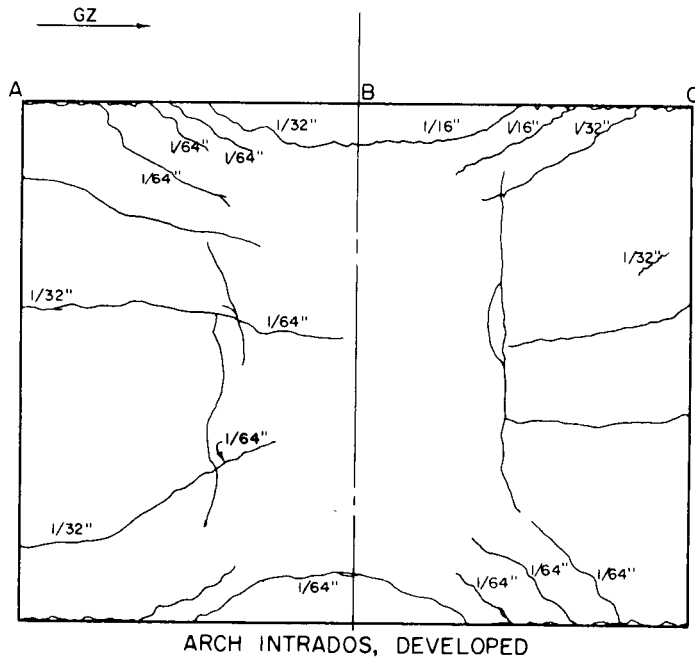 GZ
A B C
1/32" 1/16" 1/16" 1/32"
1/64" 1/64"
1/64"
1/32"
1/32" 1/64"
1/64"
1/32"
1/64" 1/64" 1/64" 1/64"
ARCH INTRADOS, DEVELOPED